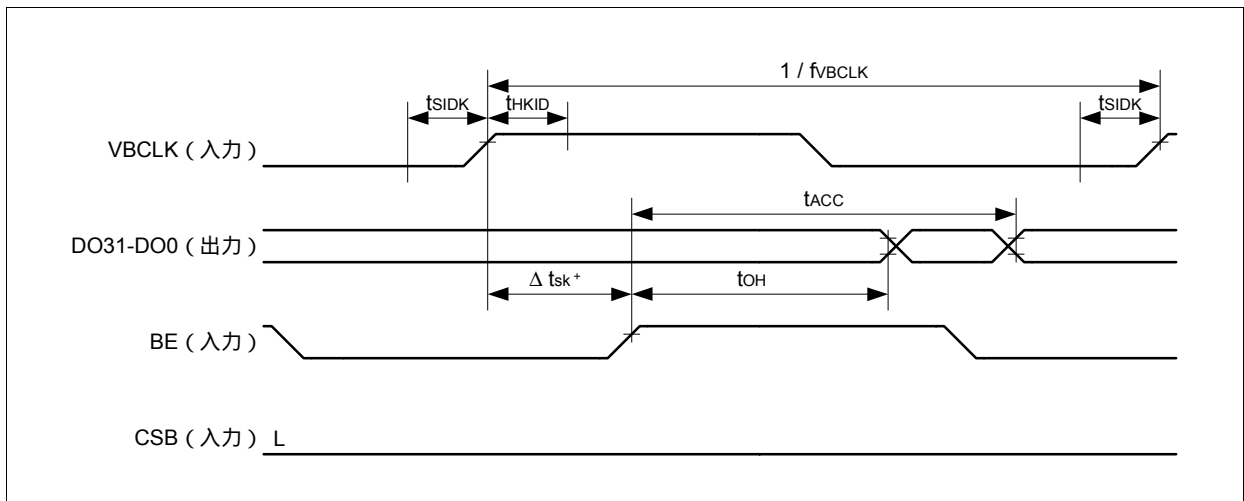 1 / fVBCLK
tSIDK
tHKID
tSIDK
VBCLK（入力）
tACC
DO31-DO0（出力）
Δ tsk+
tOH
BE（入力）
CSB（入力） L